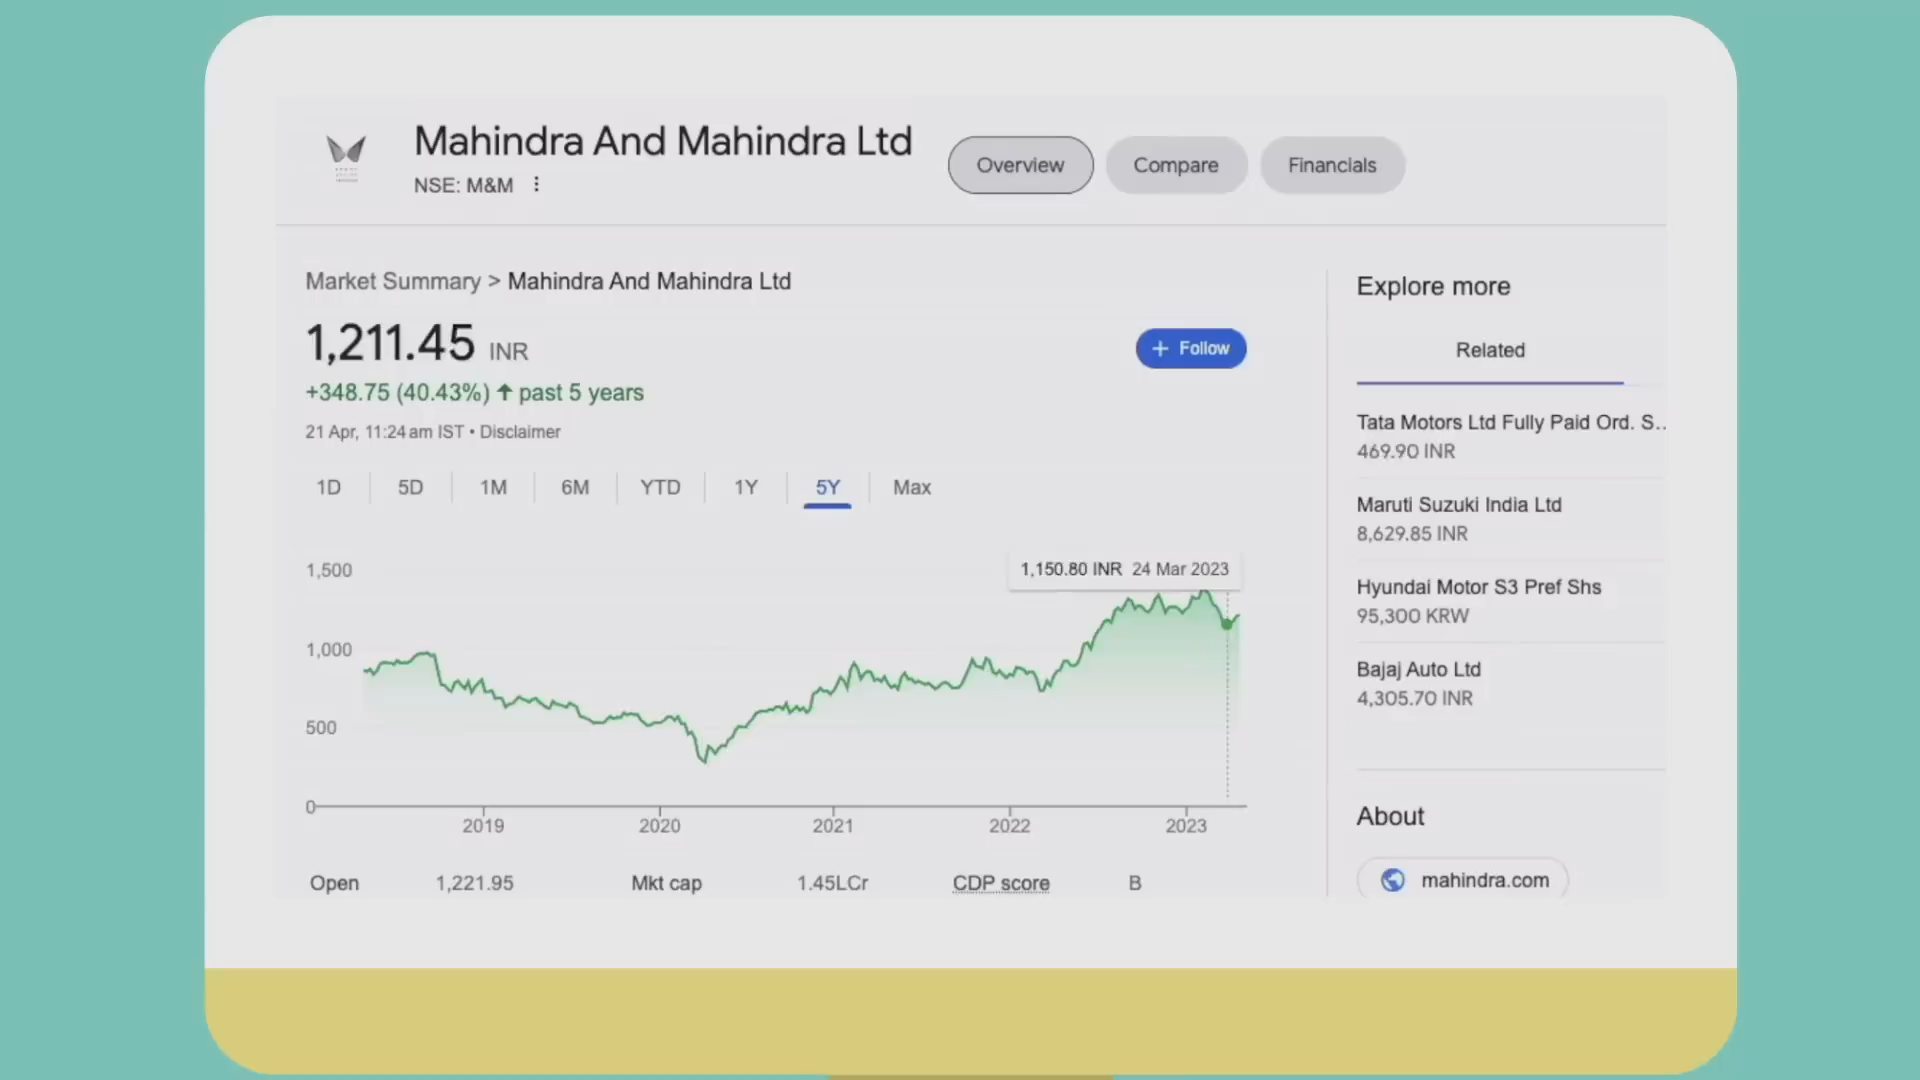 Mahindra And Mahindra Ltd
NSE: M&M
Overview
Compare
Financials
Market Summary > Mahindra And Mahindra Ltd
1,211.45 INR
+ Follow
+348.75 (40.43%) ↑ past 5 years
21 Apr, 11:24 am IST • Disclaimer
1D 5D 1M 6M YTD 1Y 5Y Max
1,150.80 INR 24 Mar 2023
1,500
1,000
500
0
2019 2020 2021 2022 2023
Open 1,221.95 Mkt cap 1.45LCr CDP score B
Explore more
Related
Tata Motors Ltd Fully Paid Ord. S..
469.90 INR
Maruti Suzuki India Ltd
8,629.85 INR
Hyundai Motor S3 Pref Shs
95,300 KRW
Bajaj Auto Ltd
4,305.70 INR
About
mahindra.com